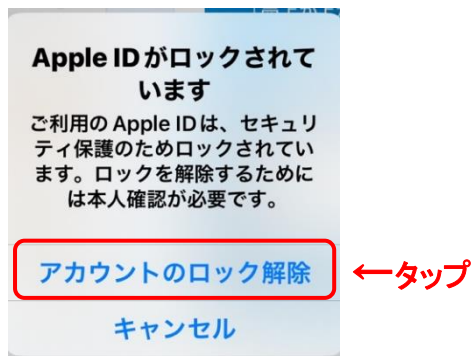 Apple IDがロックされて
います
ご利用のApple IDは、セキュリ
ティ保護のためロックされてい
ます。ロックを解除するために
は本人確認が必要です。
アカウントのロック解除
←タップ
キャンセル